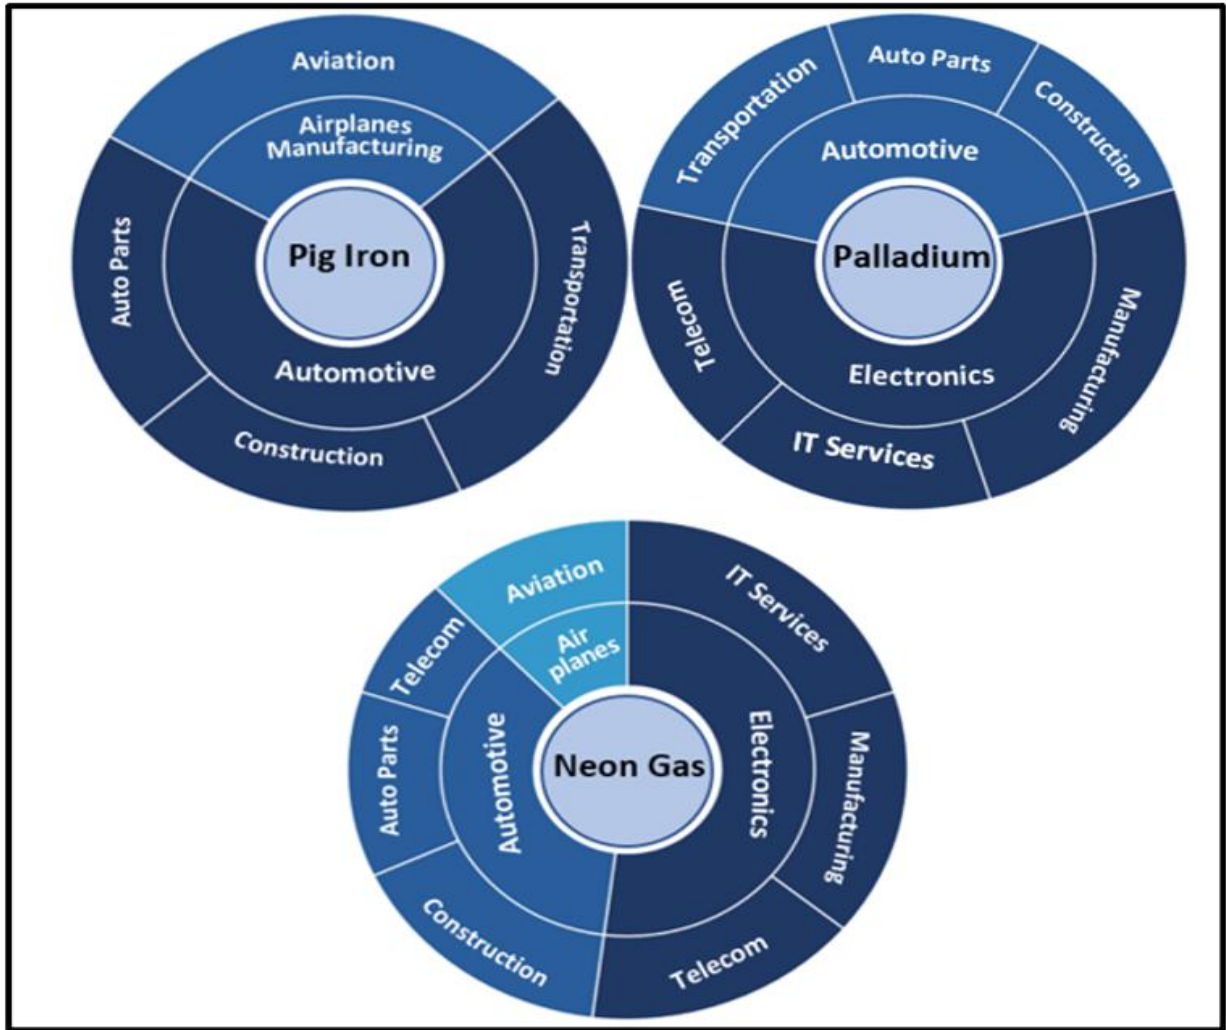 Aviation
Airplanes
Manufacturing
Pig Iron
Auto Parts
Transportation
Automotive
Construction
Transportation
Auto Parts
Construction
Automotive
Palladium
Telecom
Manufacturing
Electronics
IT Services
Aviation
IT Services
Telecom
Air
planes
Auto Parts
Automotive
Neon Gas
Electronics
Manufacturing
Construction
Telecom